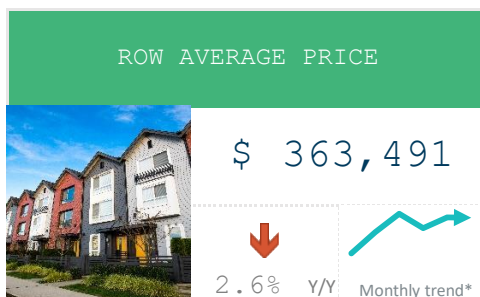 ROW AVERAGE PRICE
$ 363,491
2.6% Y/Y
Monthly trend*